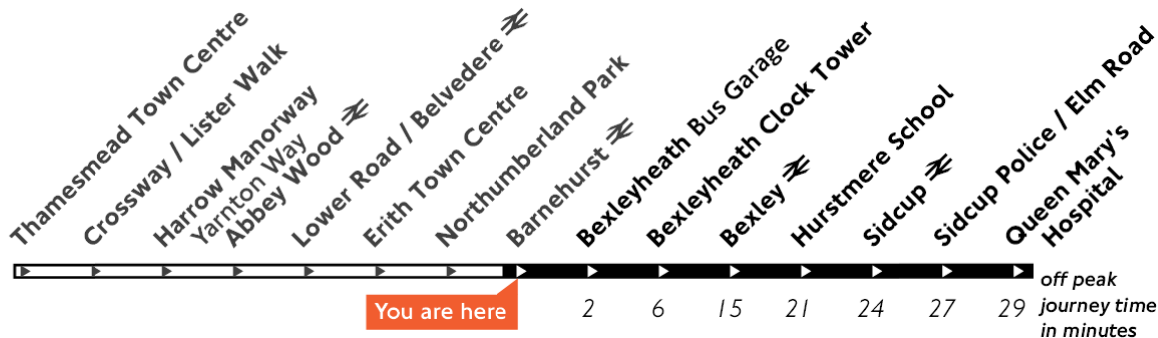 Thamesmead Town Centre
Crossway / Lister Walk
Harrow Manorway
Yarnton Way
Abbey Wood
Lower Road / Belvedere
Erith Town Centre
Northumberland Park
Barnehurst
Bexleyheath Bus Garage
Bexleyheath Clock Tower
Bexley
Hurstmere School
Sidcup
Sidcup Police / Elm Road
Queen Mary's
Hospital
You are here
2 6 15 21 24 27 29
off peak
journey time
in minutes